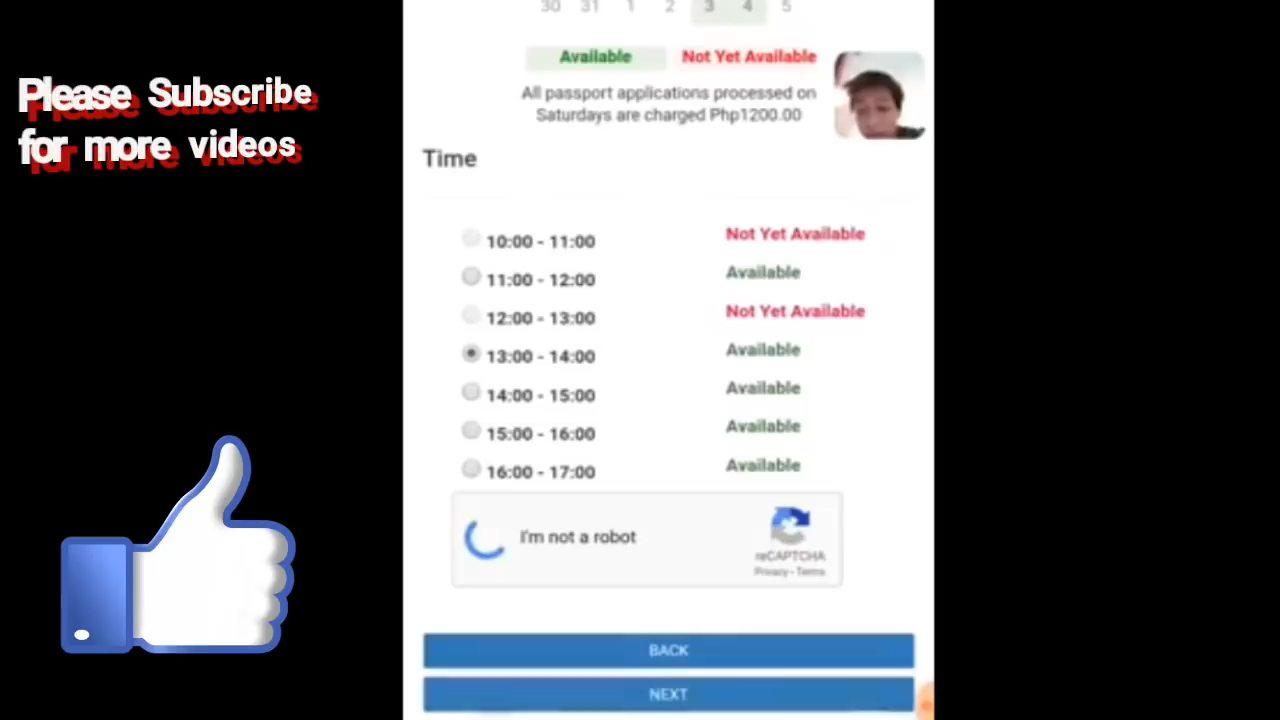 30 31 1 2 3 4 5
Available Not Yet Available
All passport applications processed on
Saturdays are charged Php1200.00
Please Subscribe
for more videos
Time
10:00 - 11:00 Not Yet Available
11:00 - 12:00 Available
12:00 - 13:00 Not Yet Available
13:00 - 14:00 Available
14:00 - 15:00 Available
15:00 - 16:00 Available
16:00 - 17:00 Available
I'm not a robot
reCAPTCHA
Privacy - Terms
BACK
NEXT